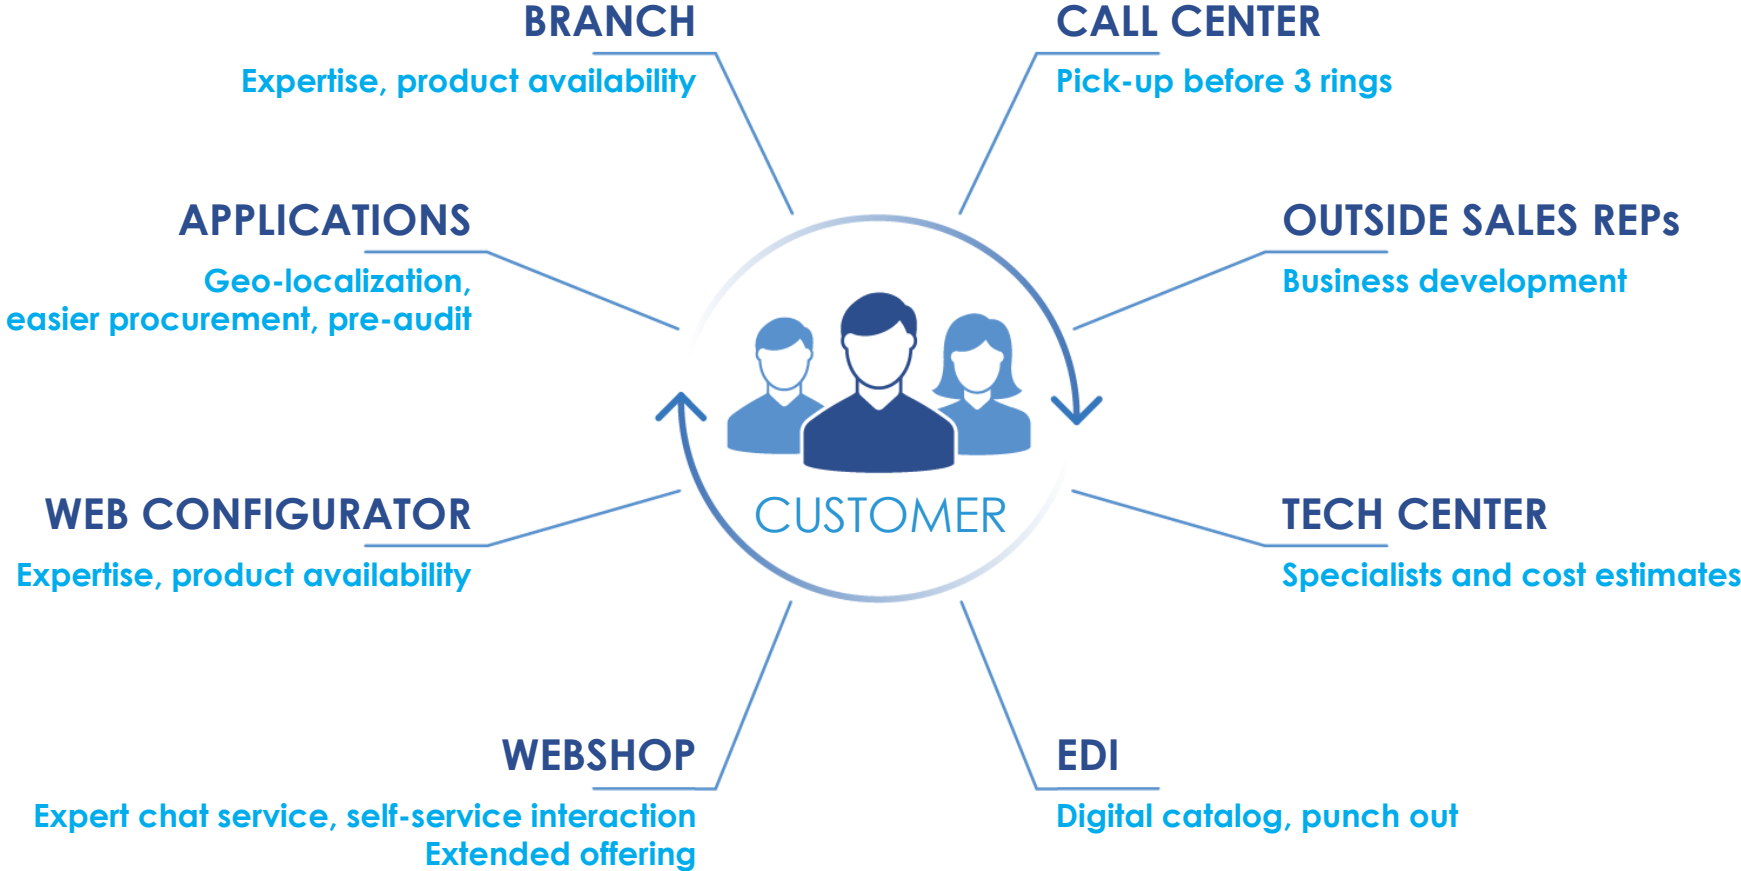 BRANCH
Expertise, product availability
CALL CENTER
Pick-up before 3 rings
APPLICATIONS
Geo-localization,
easier procurement, pre-audit
OUTSIDE SALES REPs
Business development
CUSTOMER
WEB CONFIGURATOR
Expertise, product availability
TECH CENTER
Specialists and cost estimates
WEBSHOP
Expert chat service, self-service interaction
Extended offering
EDI
Digital catalog, punch out